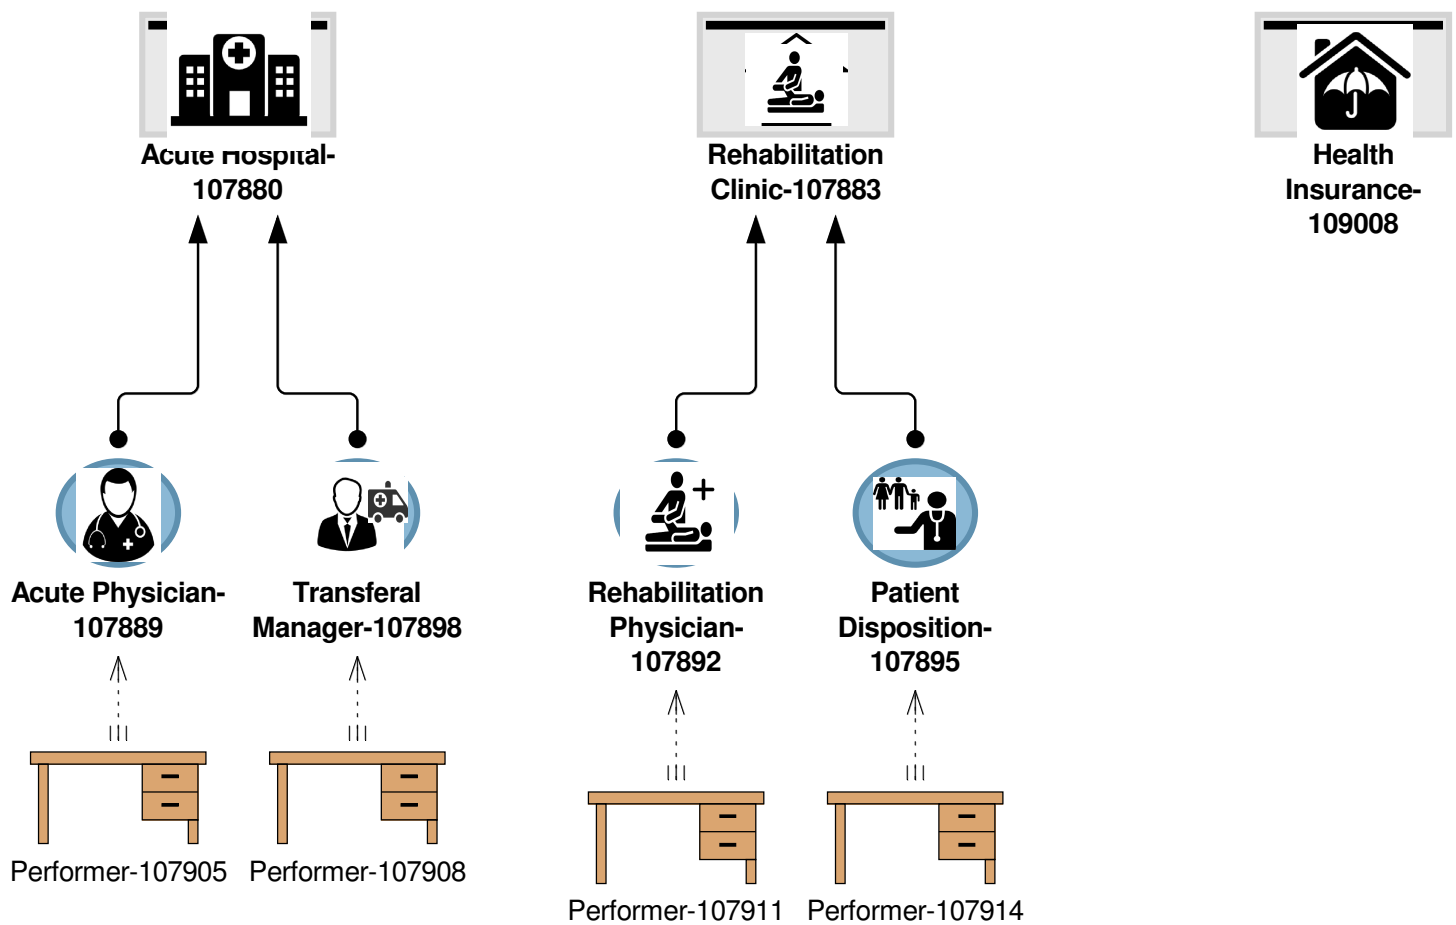 Acute Hospital-
107880
Rehabilitation
Clinic-107883
Health
Insurance-
109008
Acute Physician-
107889
Transferal
Manager-107898
Rehabilitation
Physician-
107892
Patient
Disposition-
107895
Performer-107905
Performer-107908
Performer-107911
Performer-107914